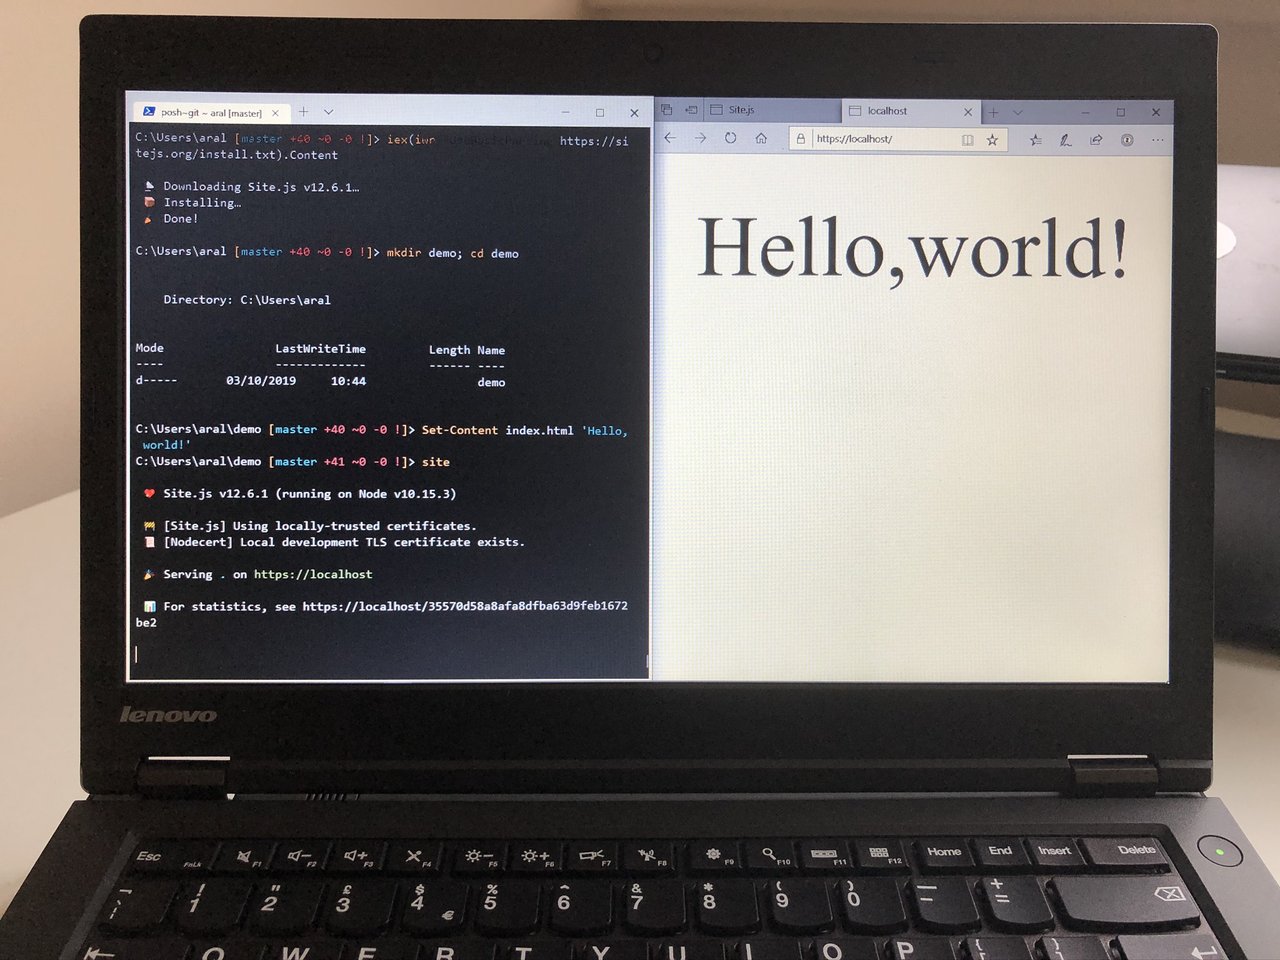 posh~git ~ aral [master]
C:\Users\aral [master +40 ~0 -0 !]> iex(iwr https://si
tejs.org/install.txt).Content
Downloading Site.js v12.6.1…
Installing…
Done!
C:\Users\aral [master +40 ~0 -0 !]> mkdir demo; cd demo
Directory: C:\Users\aral
Mode LastWriteTime Length Name
---- ------------- ------ ----
d----- 03/10/2019 10:44 demo
C:\Users\aral\demo [master +40 ~0 -0 !]> Set-Content index.html 'Hello,
world!'
C:\Users\aral\demo [master +41 ~0 -0 !]> site
Site.js v12.6.1 (running on Node v10.15.3)
[Site.js] Using locally-trusted certificates.
[Nodecert] Local development TLS certificate exists.
Serving . on https://localhost
For statistics, see https://localhost/35570d58a8afa8dfba63d9feb1672
be2
Site.js
localhost
https://localhost/
Hello,world!
lenovo
Esc FnLk F1 F2 F3 F4 F5 F6 F7 F8 F9 F10 F11 F12 Home End Insert Delete
! " £ $ % ^ & * ( ) _ +
1 2 3 4 € 5 6 7 8 9 0 - =
Q W E R T Y U I O P { }